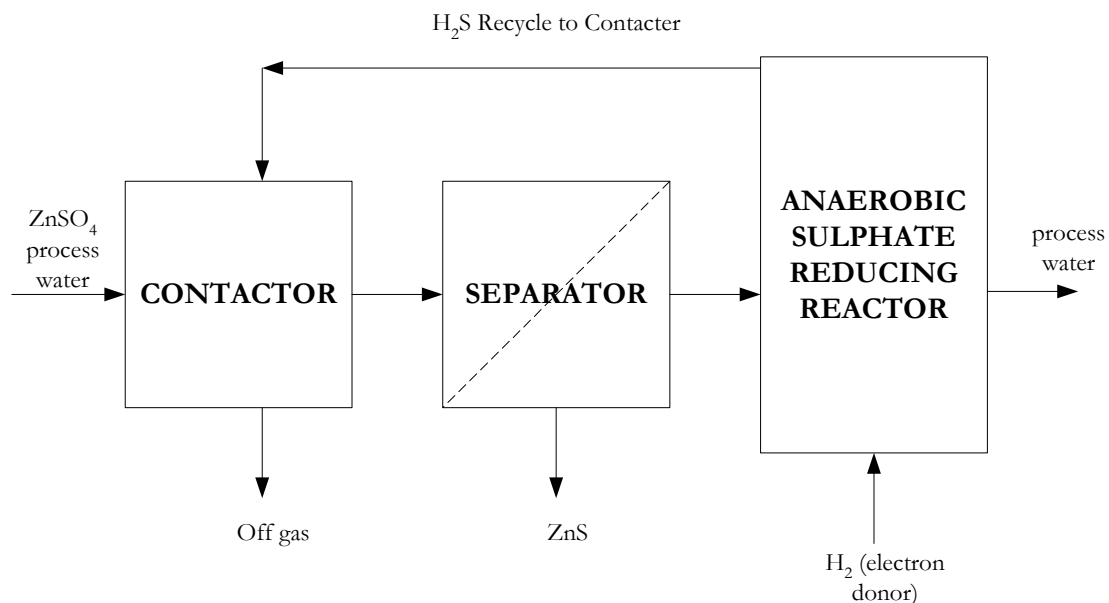 H₂S Recycle to Contacter
ZnSO₄
process
water
CONTACTOR
SEPARATOR
ANAEROBIC
SULPHATE
REDUCING
REACTOR
process
water
Off gas
ZnS
H₂ (electron
donor)